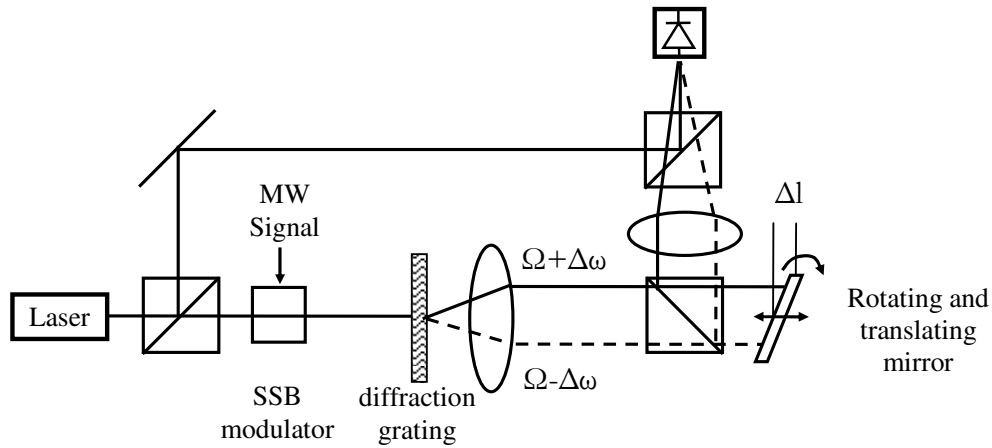 MW
Signal
Δl
Ω+Δω
Laser
Rotating and
translating
mirror
Ω-Δω
SSB
modulator
diffraction
grating